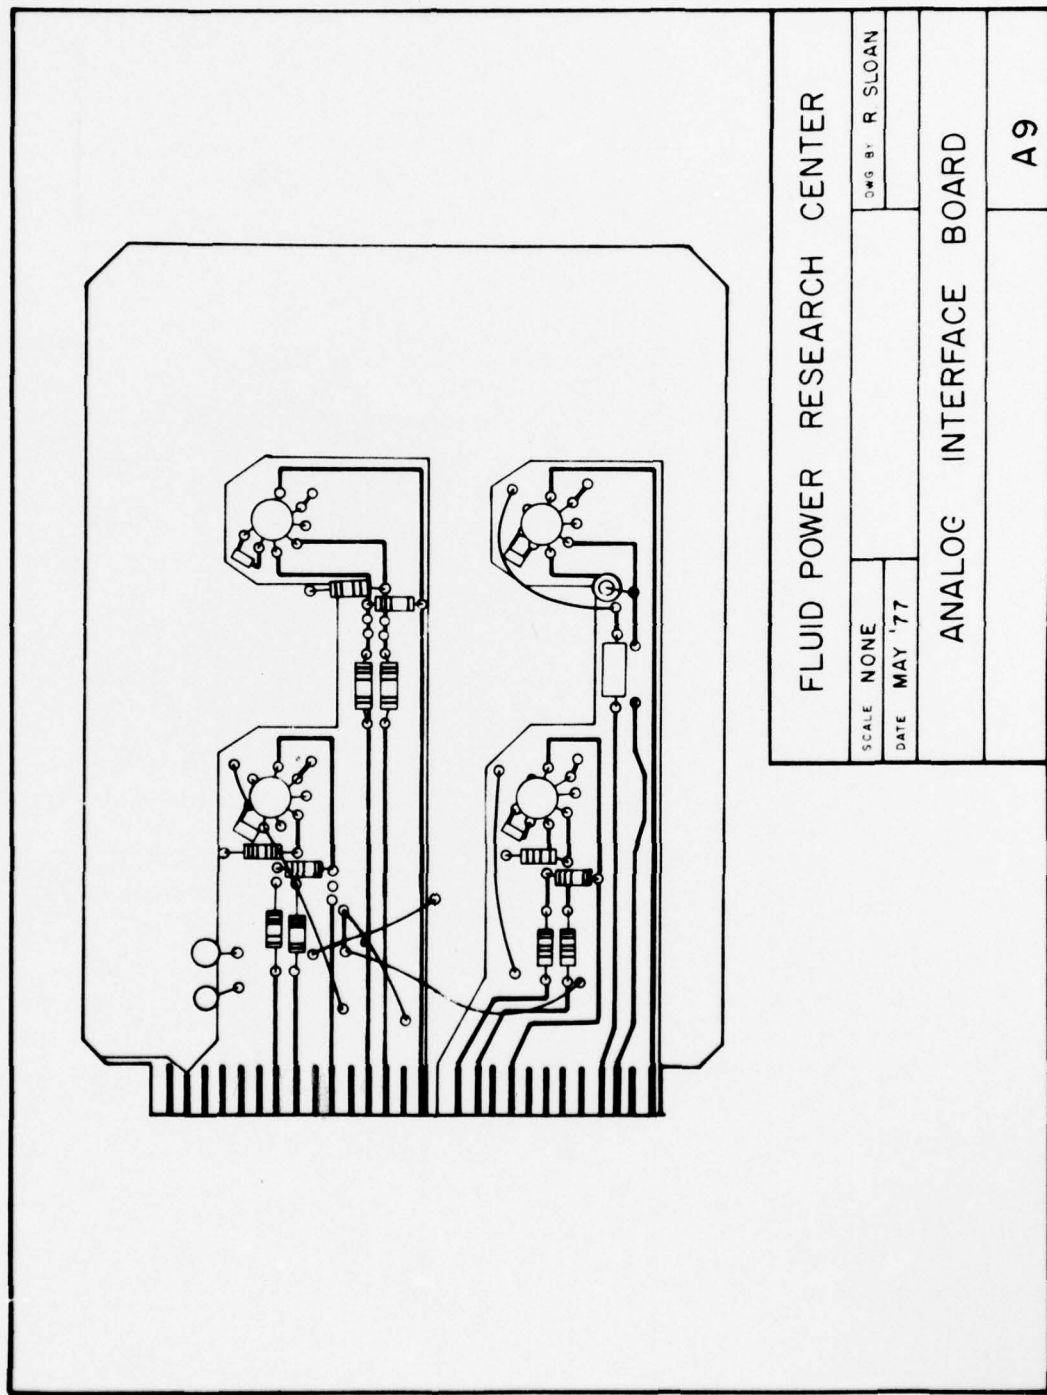 FLUID POWER RESEARCH CENTER
SCALE NONE
DWG BY R. SLOAN
DATE MAY '77
ANALOG INTERFACE BOARD
A9